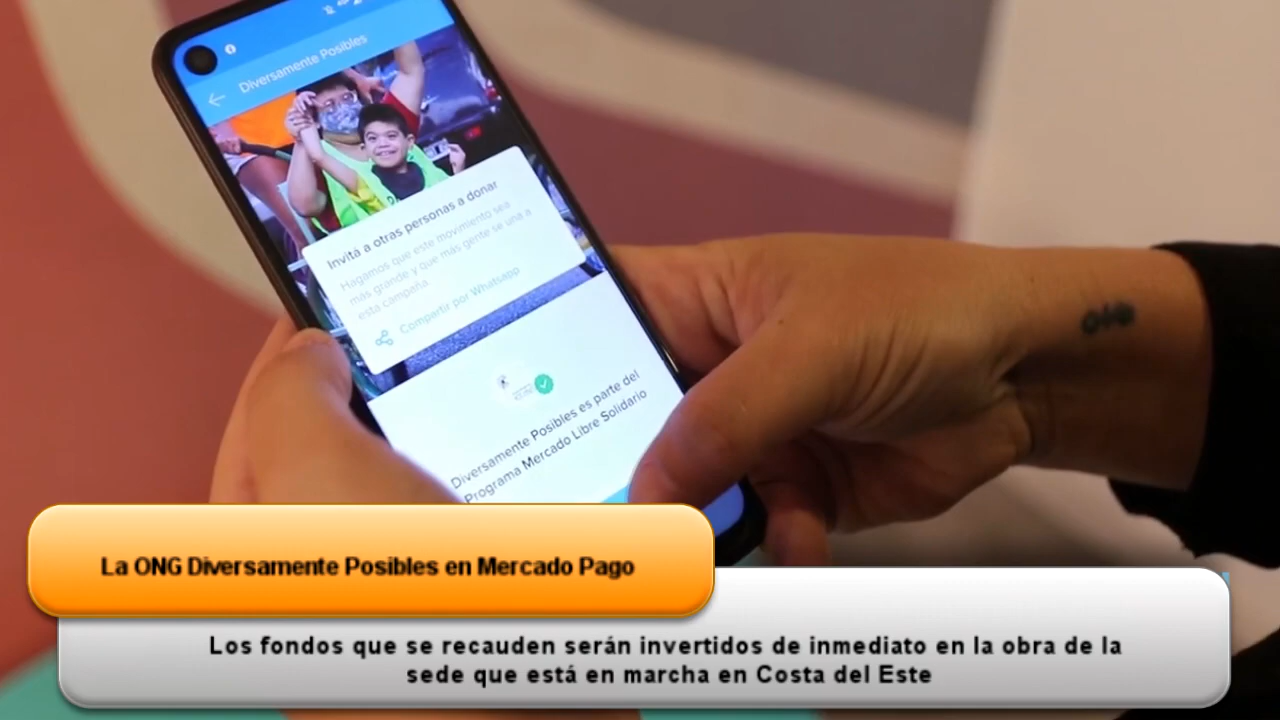 Diversamente Posibles
Invitá a otras personas a donar
Hagamos que este movimiento sea
más grande y que más gente se una a
esta campaña.
Compartir por Whatsapp
Diversamente Posibles es parte del
Programa Mercado Libre Solidario
La ONG Diversamente Posibles en Mercado Pago
Los fondos que se recauden serán invertidos de inmediato en la obra de la
sede que está en marcha en Costa del Este